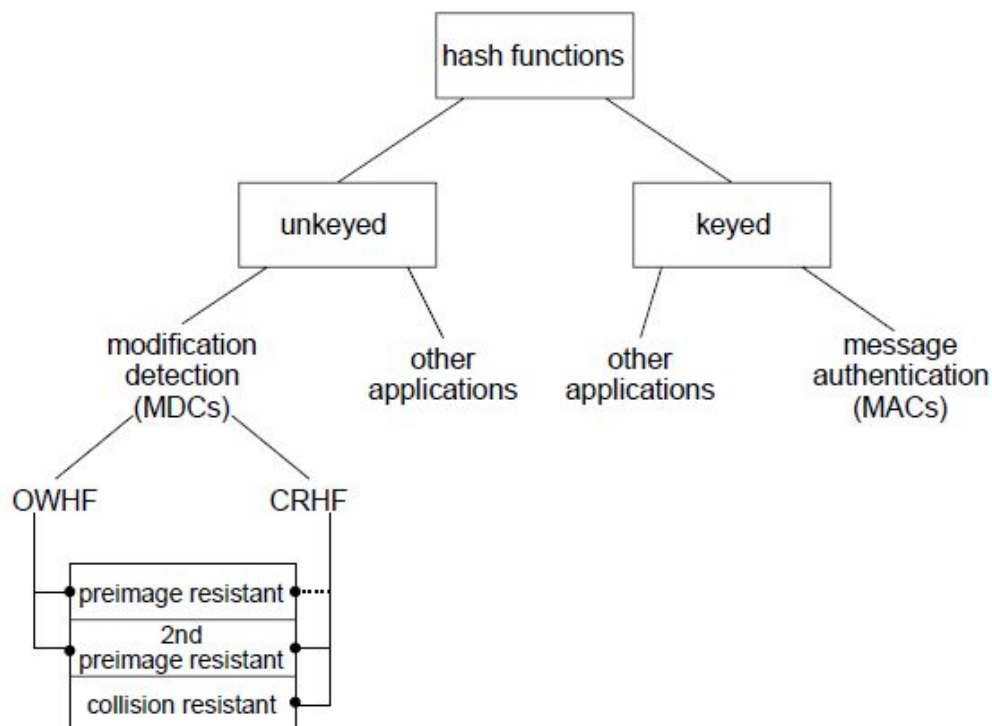 hash functions
unkeyed
keyed
modification
detection
(MDCs)
other
applications
other
applications
message
authentication
(MACs)
OWHF
CRHF
preimage resistant
2nd
preimage resistant
collision resistant